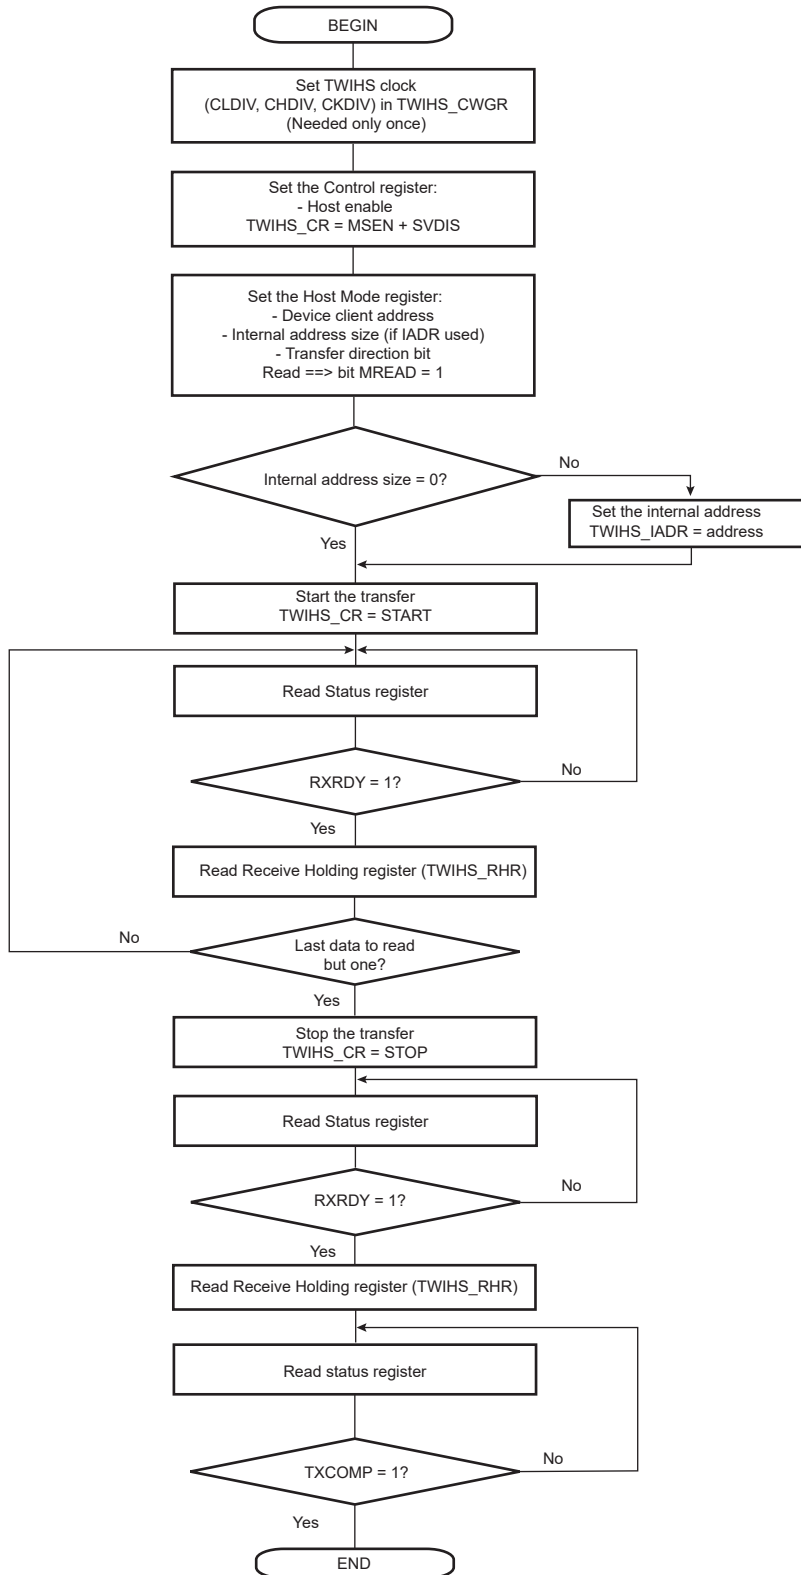 BEGIN
Set TWIHS clock
(CLDIV, CHDIV, CKDIV) in TWIHS_CWGR
(Needed only once)
Set the Control register:
- Host enable
TWIHS_CR = MSEN + SVDIS
Set the Host Mode register:
- Device client address
- Internal address size (if IADR used)
- Transfer direction bit
Read ==> bit MREAD = 1
Internal address size = 0?
No
Set the internal address
TWIHS_IADR = address
Yes
Start the transfer
TWIHS_CR = START
Read Status register
RXRDY = 1?
No
Yes
Read Receive Holding register (TWIHS_RHR)
Last data to read
but one?
No
Yes
Stop the transfer
TWIHS_CR = STOP
Read Status register
RXRDY = 1?
No
Yes
Read Receive Holding register (TWIHS_RHR)
Read status register
TXCOMP = 1?
No
Yes
END